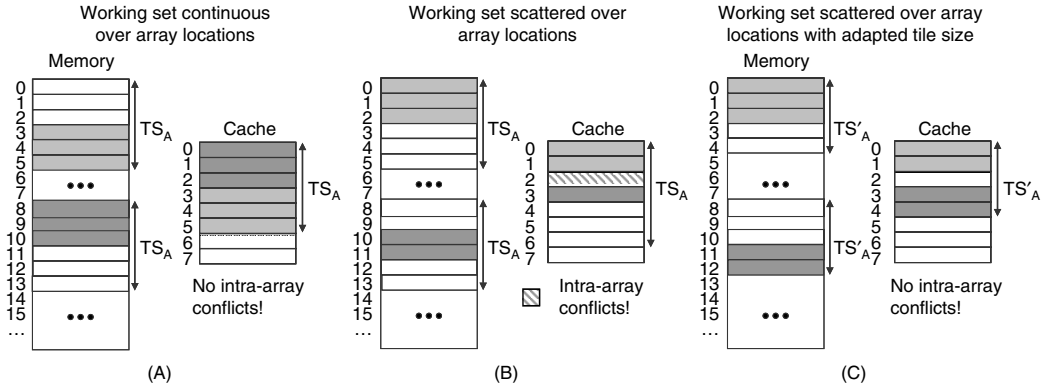 Working set continuous
over array locations
Memory
0
1
2
3
4
5
6
7
8
9
10
11
12
13
14
15
...
TS_A
TS_A
Cache
0
1
2
3
4
5
6
7
TS_A
No intra-array
conflicts!
(A)
Working set scattered over
array locations
0
1
2
3
4
5
6
7
8
9
10
11
12
13
14
15
...
TS_A
TS_A
Cache
0
1
2
3
4
5
6
7
TS_A
Intra-array
conflicts!
(B)
Working set scattered over array
locations with adapted tile size
Memory
0
1
2
3
4
5
6
7
8
9
10
11
12
13
14
15
...
TS′_A
TS′_A
Cache
0
1
2
3
4
5
6
7
TS′_A
No intra-array
conflicts!
(C)